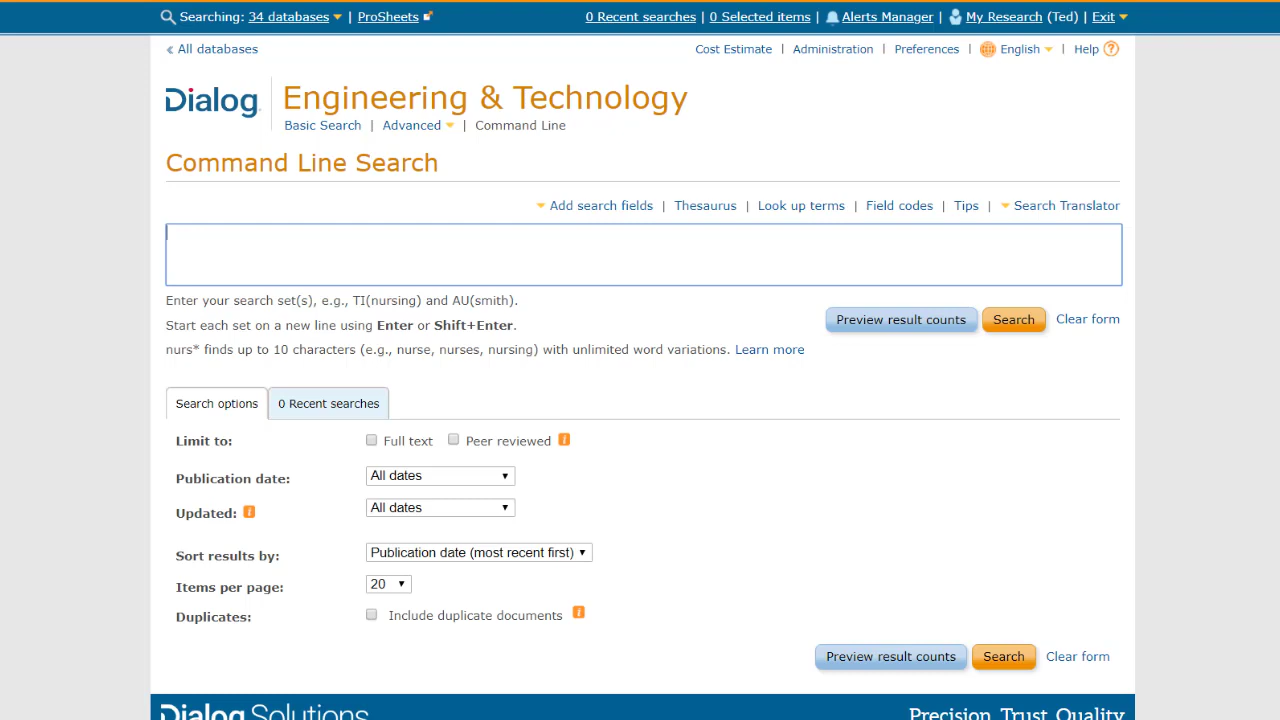 Searching: 34 databases | ProSheets 0 Recent searches | 0 Selected items | Alerts Manager | My Research (Ted) | Exit
« All databases Cost Estimate | Administration | Preferences | English | Help ?
Dialog Engineering & Technology
Basic Search | Advanced | Command Line
Command Line Search
Add search fields | Thesaurus | Look up terms | Field codes | Tips | Search Translator
Enter your search set(s), e.g., TI(nursing) and AU(smith).
Start each set on a new line using Enter or Shift+Enter.
Preview result counts Search Clear form
nurs* finds up to 10 characters (e.g., nurse, nurses, nursing) with unlimited word variations. Learn more
Search options 0 Recent searches
Limit to: Full text Peer reviewed i
Publication date: All dates
Updated: i All dates
Sort results by: Publication date (most recent first)
Items per page: 20
Duplicates: Include duplicate documents i
Preview result counts Search Clear form
Dialog Solutions Precision. Trust. Quality